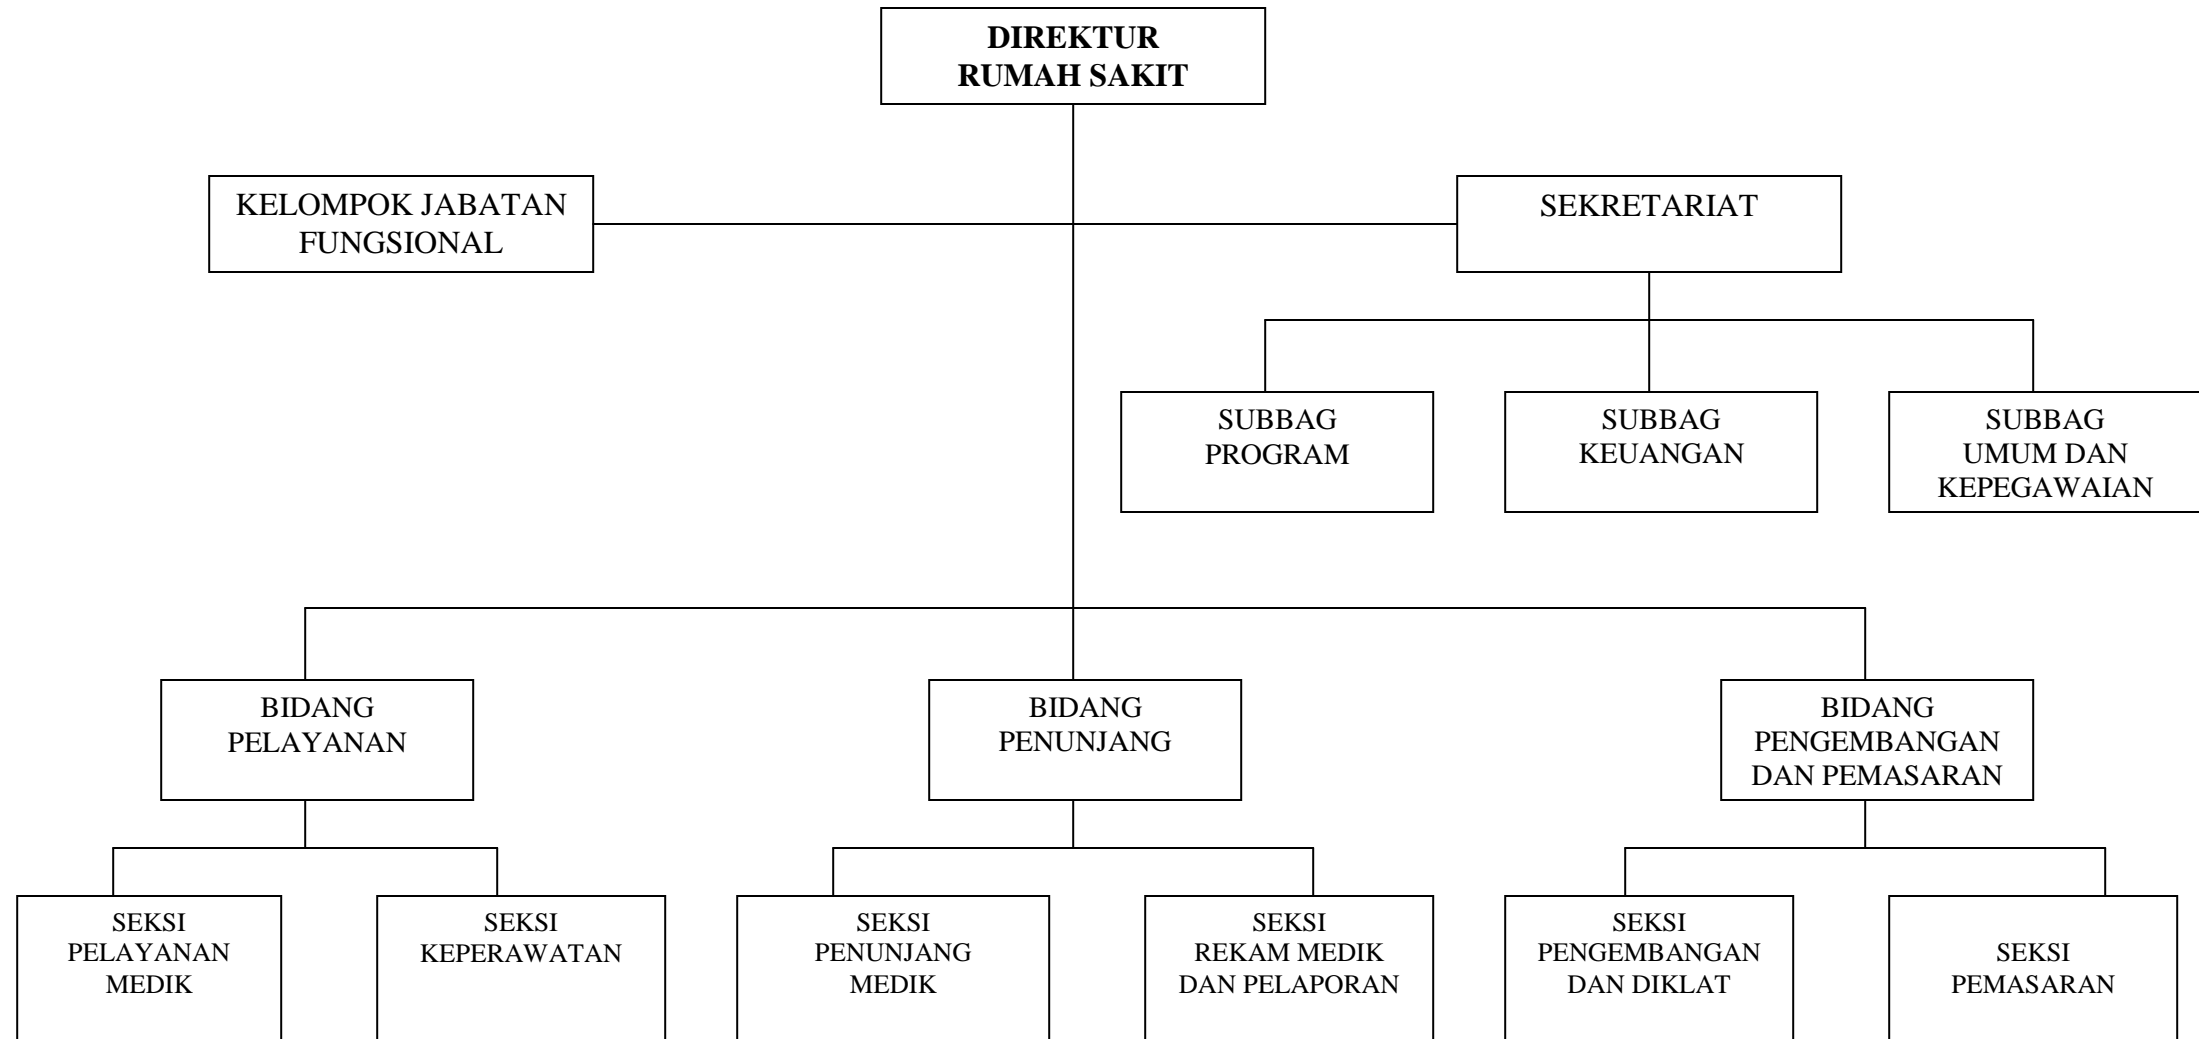 DIREKTUR
RUMAH SAKIT
KELOMPOK JABATAN
FUNGSIONAL
SEKRETARIAT
SUBBAG
PROGRAM
SUBBAG
KEUANGAN
SUBBAG
UMUM DAN
KEPEGAWAIAN
BIDANG
PELAYANAN
BIDANG
PENUNJANG
BIDANG
PENGEMBANGAN
DAN PEMASARAN
SEKSI
PELAYANAN
MEDIK
SEKSI
KEPERAWATAN
SEKSI
PENUNJANG
MEDIK
SEKSI
REKAM MEDIK
DAN PELAPORAN
SEKSI
PENGEMBANGAN
DAN DIKLAT
SEKSI
PEMASARAN